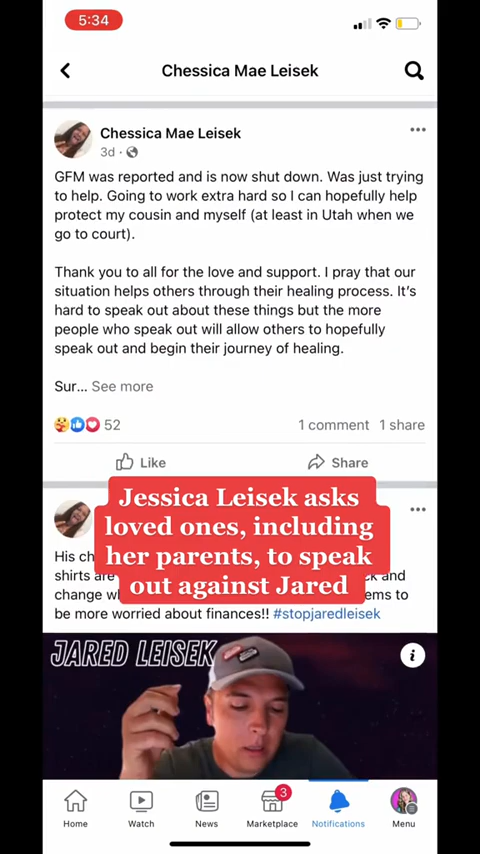 5:34
Chessica Mae Leisek
Chessica Mae Leisek
3d
GFM was reported and is now shut down. Was just trying
to help. Going to work extra hard so I can hopefully help
protect my cousin and myself (at least in Utah when we
go to court).
Thank you to all for the love and support. I pray that our
situation helps others through their healing process. It's
hard to speak out about these things but the more
people who speak out will allow others to hopefully
speak out and begin their journey of healing.
Sur... See more
52
1 comment 1 share
Like
Share
Jessica Leisek asks
loved ones, including
her parents, to speak
out against Jared
His
shirts are and
change
be more worried about finances!! #stopjaredleisek
JARED LEISEK
i
3
Home
Watch
News
Marketplace
Notifications
Menu